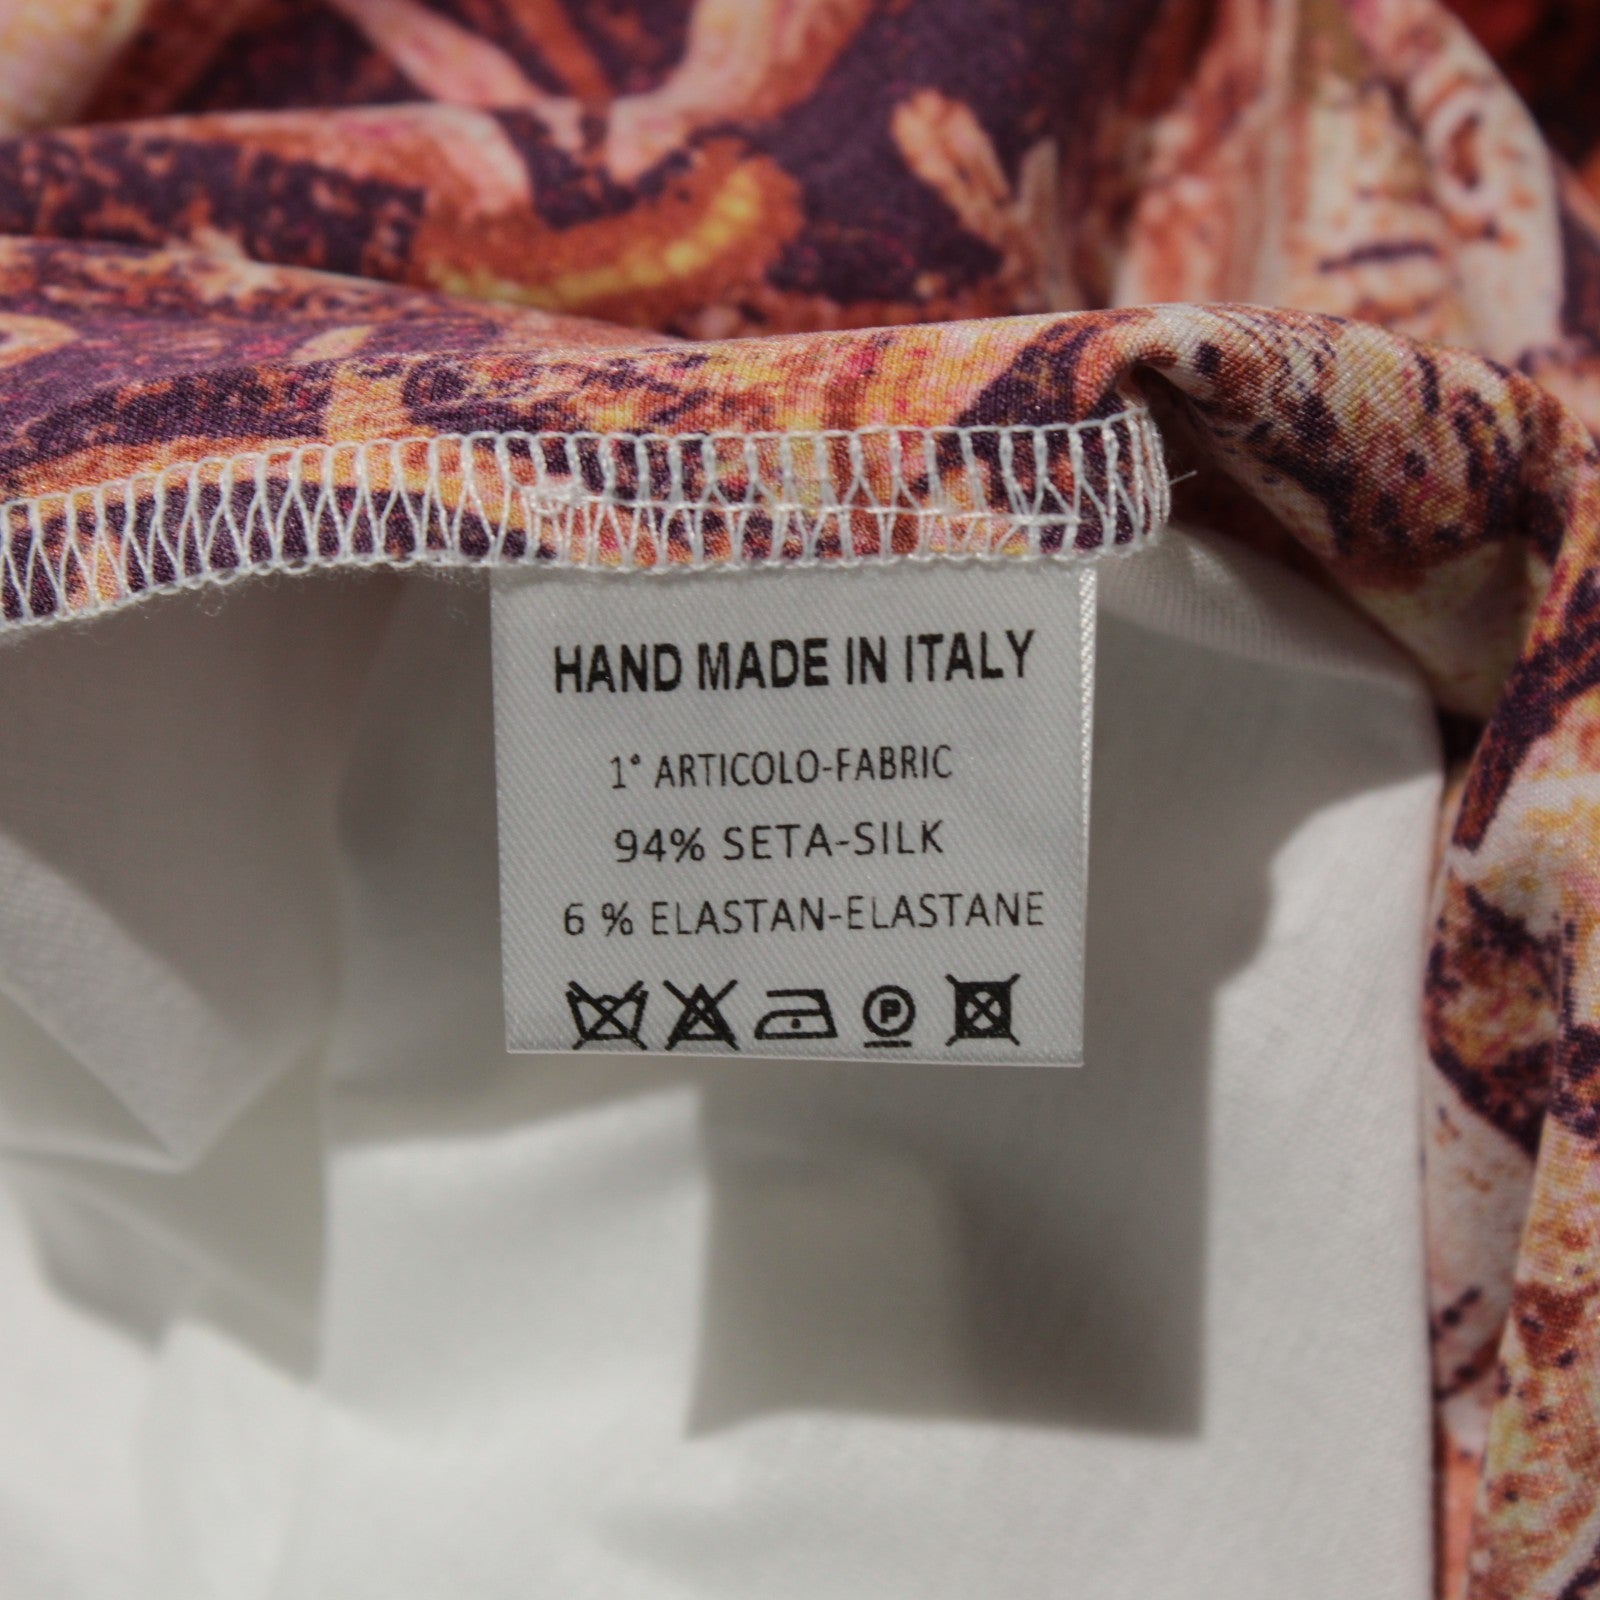 HAND MADE IN ITALY
1° ARTICOLO-FABRIC
94% SETA-SILK
6 % ELASTAN-ELASTANE
P